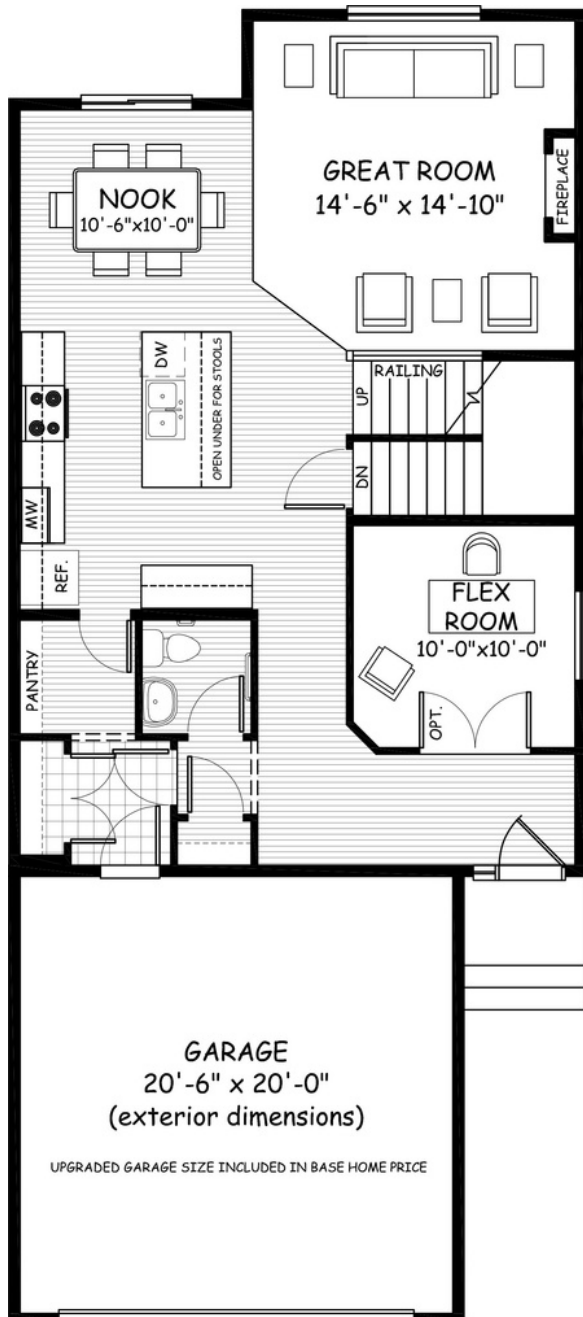 GREAT ROOM
14'-6" x 14'-10"
FIREPLACE
NOOK
10'-6"x10'-0"
DW
OPEN UNDER FOR STOOLS
RAILING
UP
DN
MW
REF.
FLEX
ROOM
10'-0"x10'-0"
OPT.
PANTRY
GARAGE
20'-6" x 20'-0"
(exterior dimensions)
UPGRADED GARAGE SIZE INCLUDED IN BASE HOME PRICE